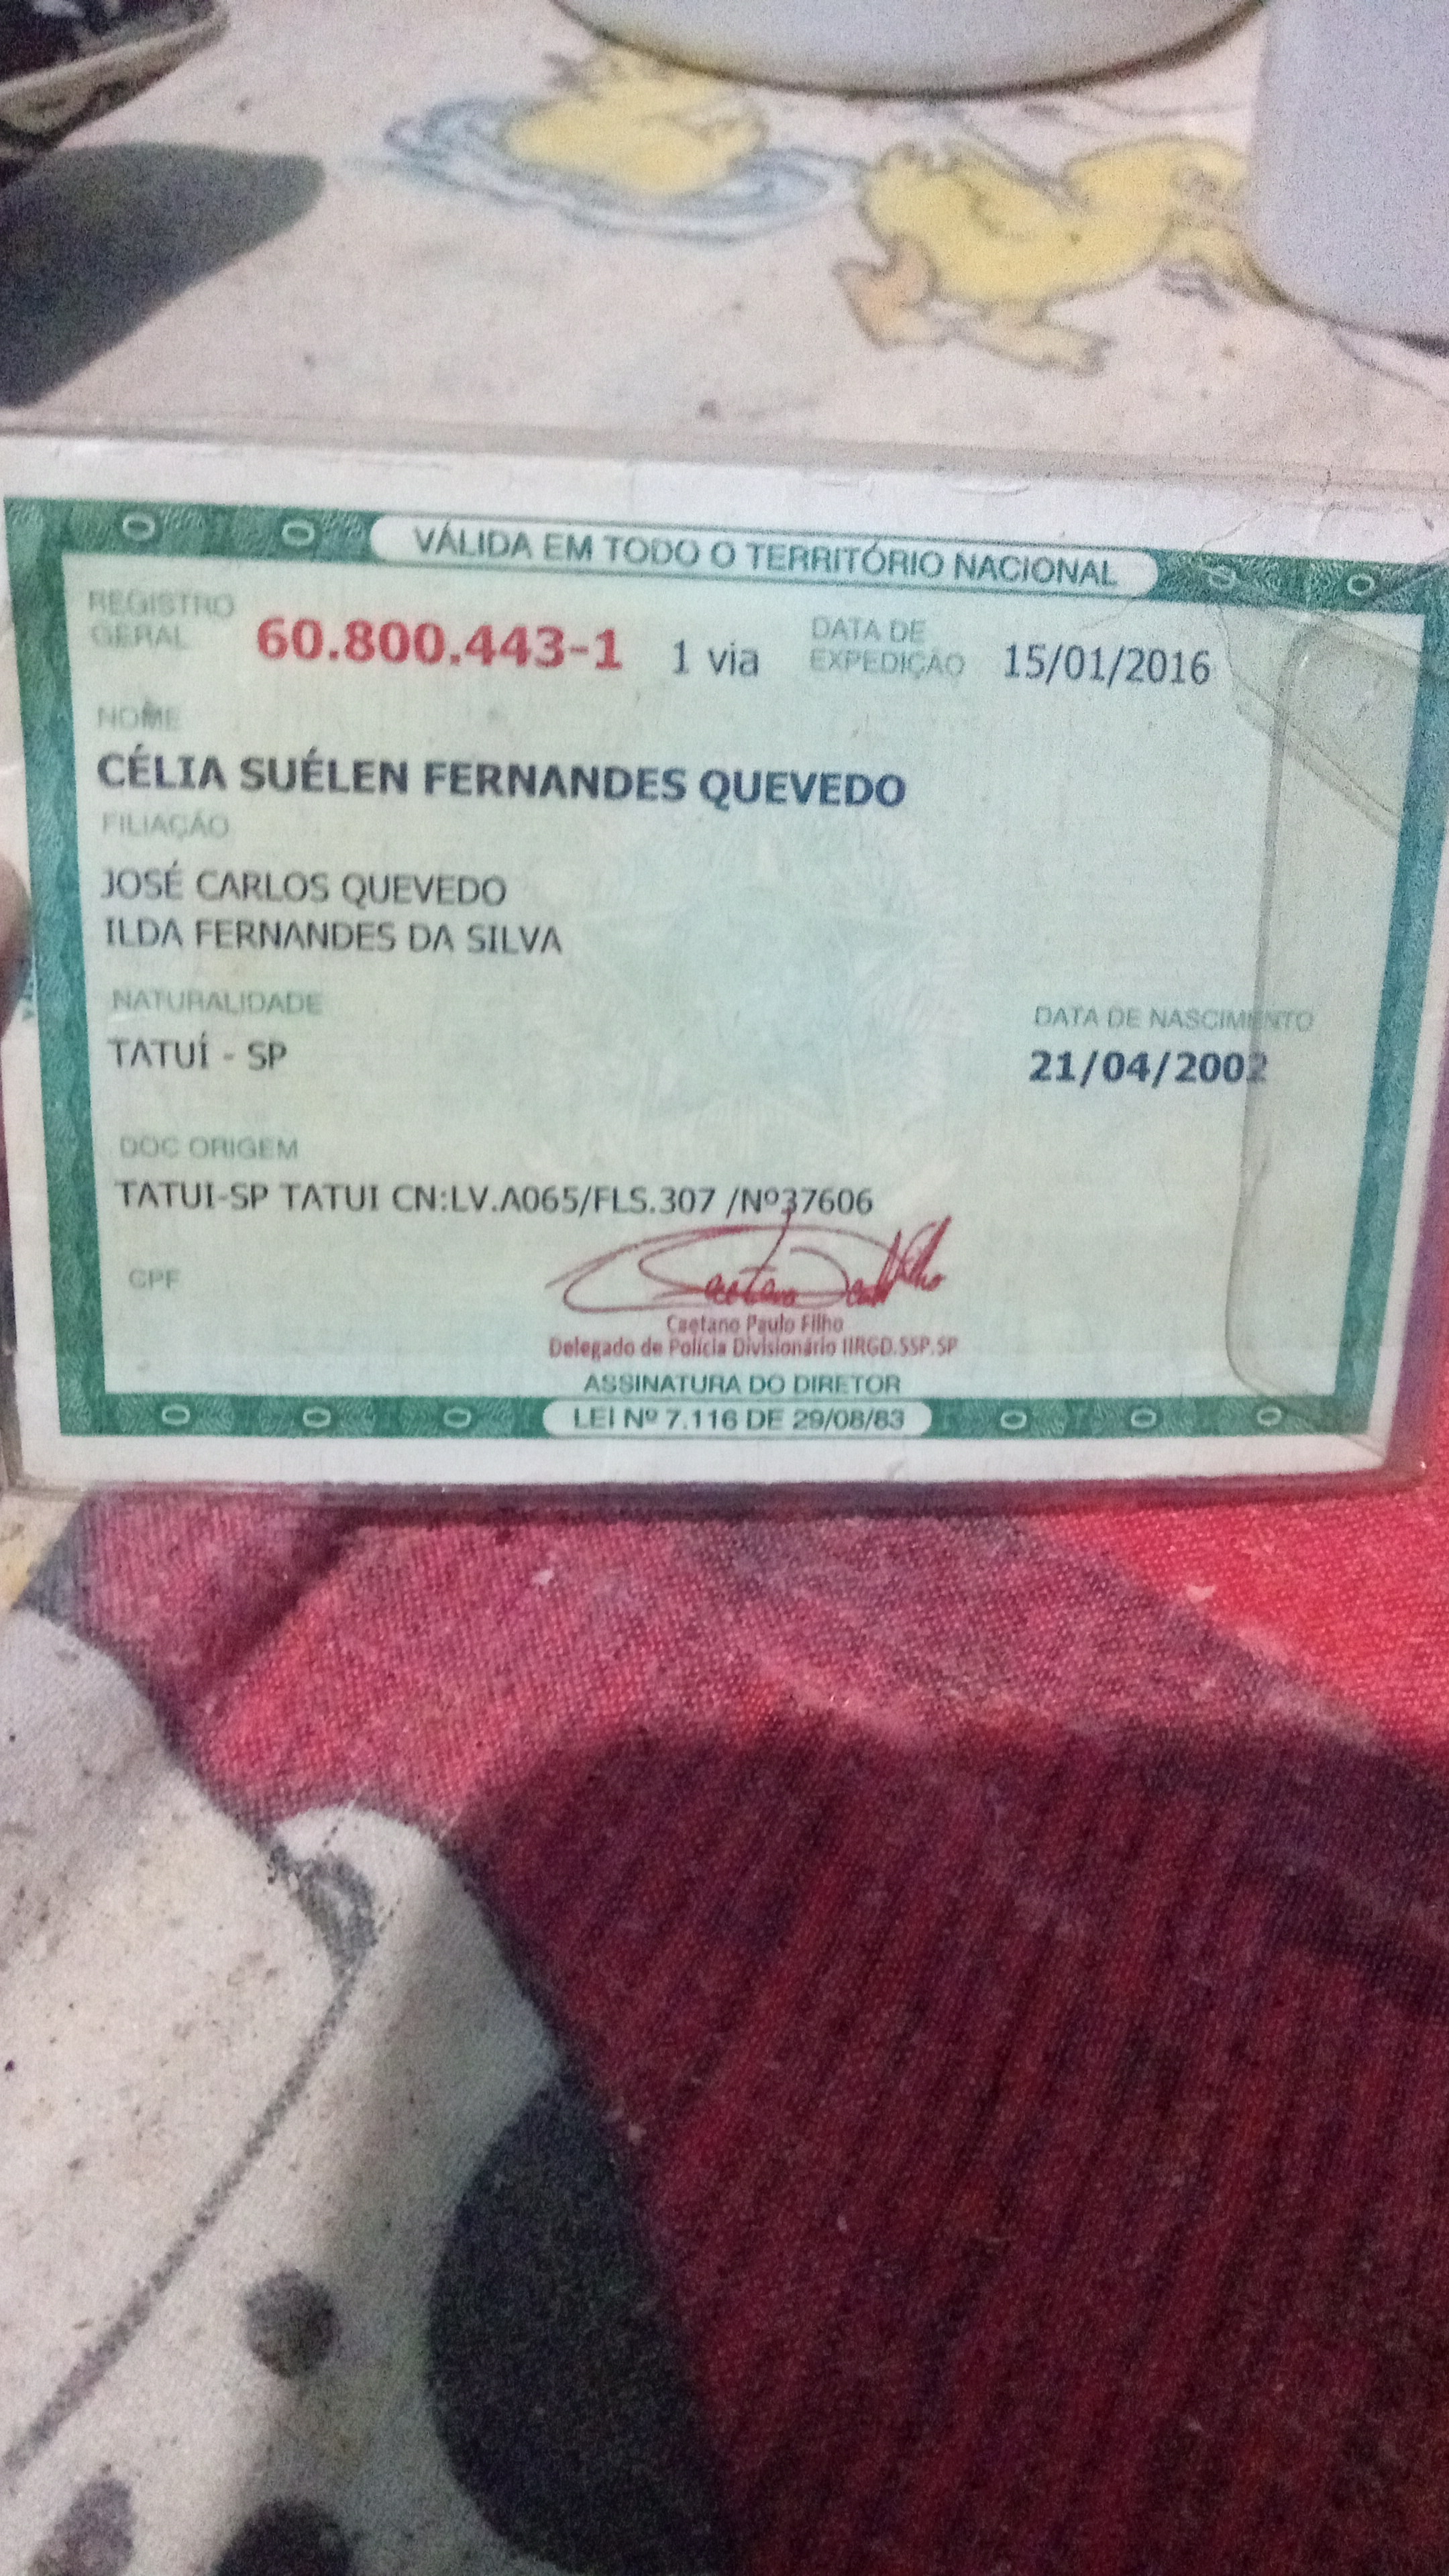 VÁLIDA EM TODO O TERRITÓRIO NACIONAL
REGISTRO GERAL 60.800.443-1 1 via DATA DE EXPEDIÇÃO 15/01/2016
NOME
CÉLIA SUÉLEN FERNANDES QUEVEDO
FILIAÇÃO
JOSÉ CARLOS QUEVEDO
ILDA FERNANDES DA SILVA
NATURALIDADE DATA DE NASCIMENTO
TATUÍ - SP 21/04/2002
DOC ORIGEM
TATUI-SP TATUI CN:LV.A065/FLS.307 /Nº37606
CPF
Caetano Paulo Filho
Delegado de Polícia Divisionário IIRGD.SSP.SP
ASSINATURA DO DIRETOR
LEI Nº 7.116 DE 29/08/83